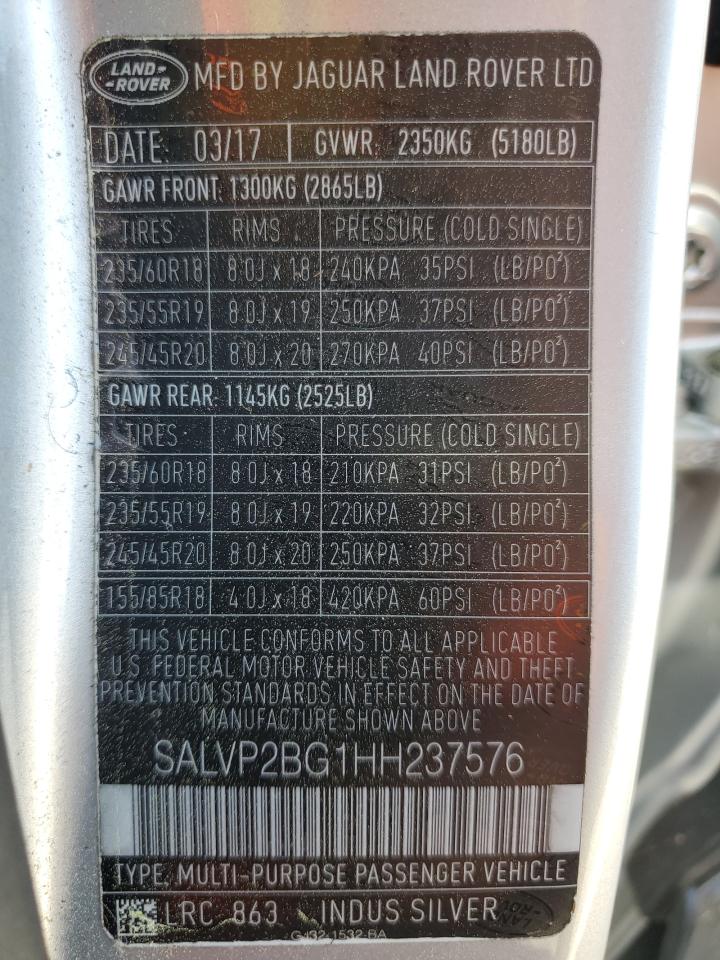 LAND-
-ROVER
MFD BY JAGUAR LAND ROVER LTD
DATE: 03/17 GVWR: 2350KG (5180LB)
GAWR FRONT: 1300KG (2865LB)
TIRES RIMS PRESSURE (COLD SINGLE)
235/60R18 8.0J x 18 240KPA 35PSI (LB/PO²)
235/55R19 8.0J x 19 250KPA 37PSI (LB/PO²)
245/45R20 8.0J x 20 270KPA 40PSI (LB/PO²)
GAWR REAR: 1145KG (2525LB)
TIRES RIMS PRESSURE (COLD SINGLE)
235/60R18 8.0J x 18 210KPA 31PSI (LB/PO²)
235/55R19 8.0J x 19 220KPA 32PSI (LB/PO²)
245/45R20 8.0J x 20 250KPA 37PSI (LB/PO²)
155/85R18 4.0J x 18 420KPA 60PSI (LB/PO²)
THIS VEHICLE CONFORMS TO ALL APPLICABLE
U.S. FEDERAL MOTOR VEHICLE SAFETY AND THEFT
PREVENTION STANDARDS IN EFFECT ON THE DATE OF
MANUFACTURE SHOWN ABOVE
SALVP2BG1HH237576
TYPE: MULTI-PURPOSE PASSENGER VEHICLE
LRC 863 INDUS SILVER